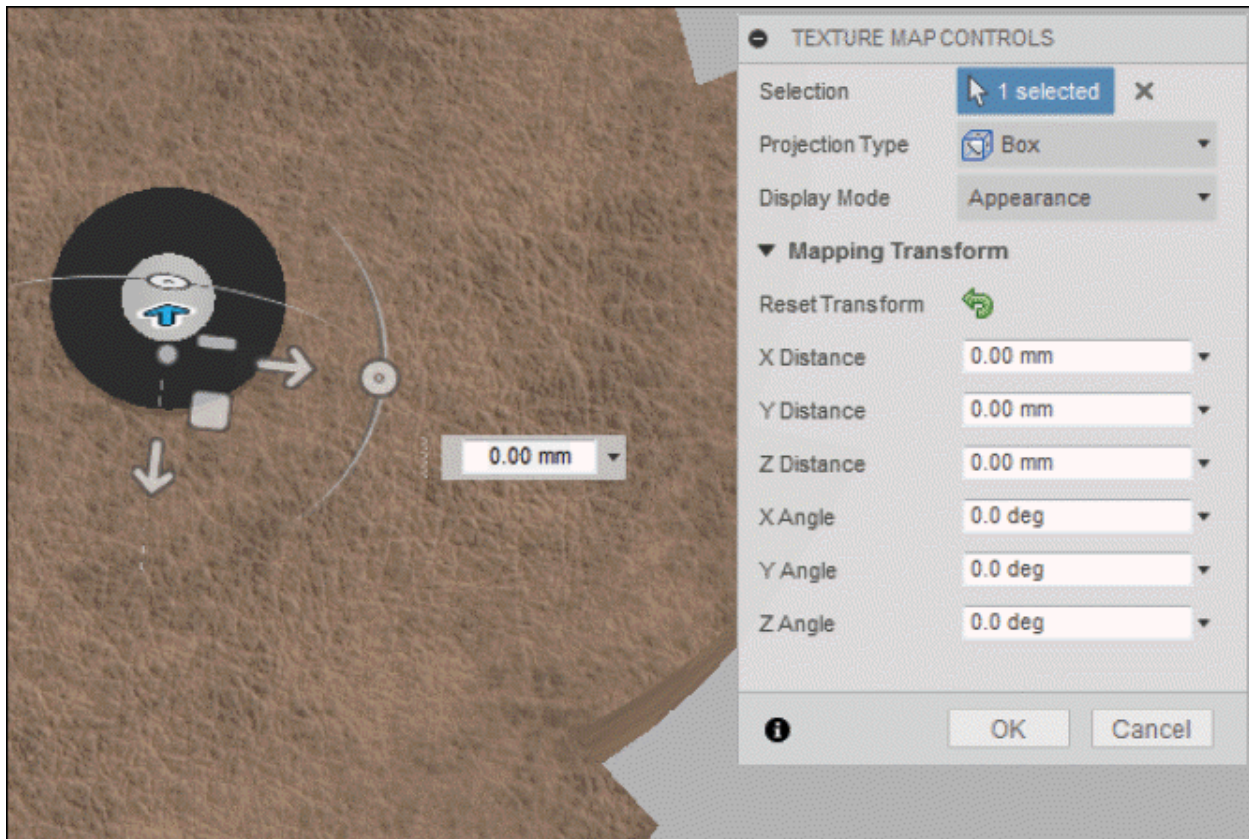 TEXTURE MAP CONTROLS
Selection 1 selected
Projection Type Box
Display Mode Appearance
Mapping Transform
Reset Transform
X Distance 0.00 mm
Y Distance 0.00 mm
Z Distance 0.00 mm
X Angle 0.0 deg
Y Angle 0.0 deg
Z Angle 0.0 deg
OK Cancel
0.00 mm